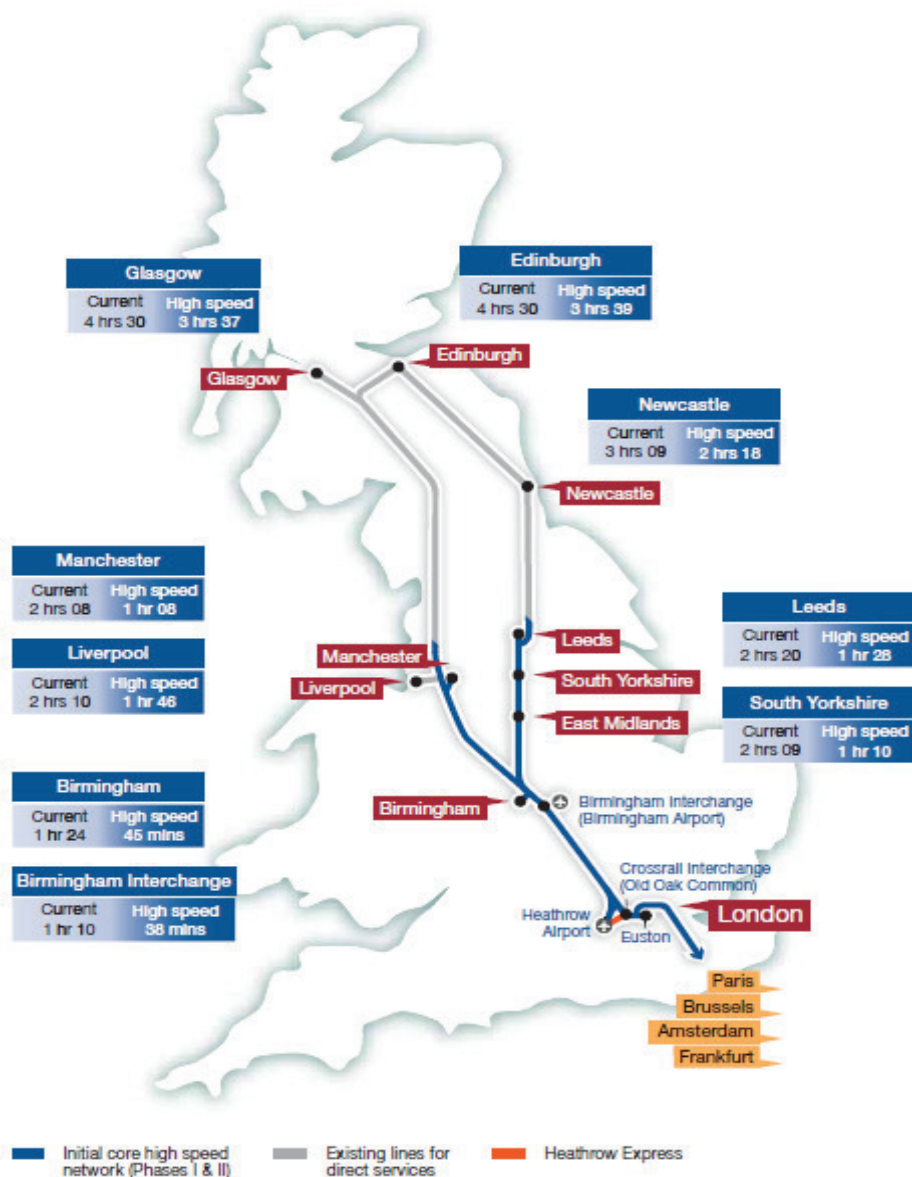 Glasgow
Current High speed
4 hrs 30 3 hrs 37
Edinburgh
Current High speed
4 hrs 30 3 hrs 39
Edinburgh
Glasgow
Newcastle
Current High speed
3 hrs 09 2 hrs 18
Newcastle
Manchester
Current High speed
2 hrs 08 1 hr 08
Liverpool
Current High speed
2 hrs 10 1 hr 46
Leeds
Current High speed
2 hrs 20 1 hr 28
South Yorkshire
Current High speed
2 hrs 09 1 hr 10
Leeds
Manchester
Liverpool
South Yorkshire
East Midlands
Birmingham
Current High speed
1 hr 24 45 mins
Birmingham Interchange
Current High speed
1 hr 10 38 mins
Birmingham
Birmingham Interchange
(Birmingham Airport)
Crossrail Interchange
(Old Oak Common)
London
Heathrow
Airport
Euston
Paris
Brussels
Amsterdam
Frankfurt
Initial core high speed
network (Phases I & II)
Existing lines for
direct services
Heathrow Express